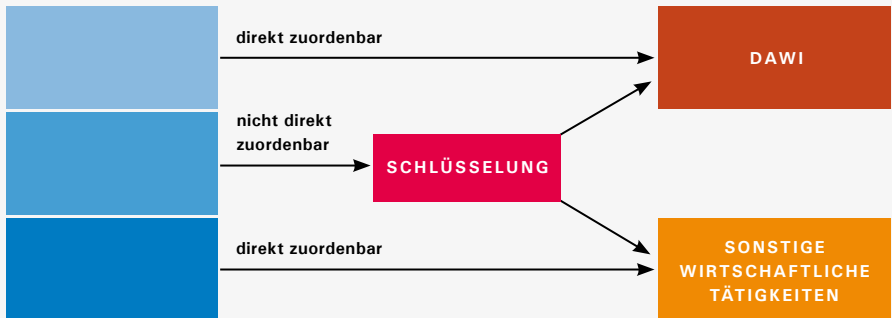 direkt zuordenbar
DAWI
nicht direkt
zuordenbar
SCHLÜSSELUNG
direkt zuordenbar
SONSTIGE
WIRTSCHAFTLICHE
TÄTIGKEITEN